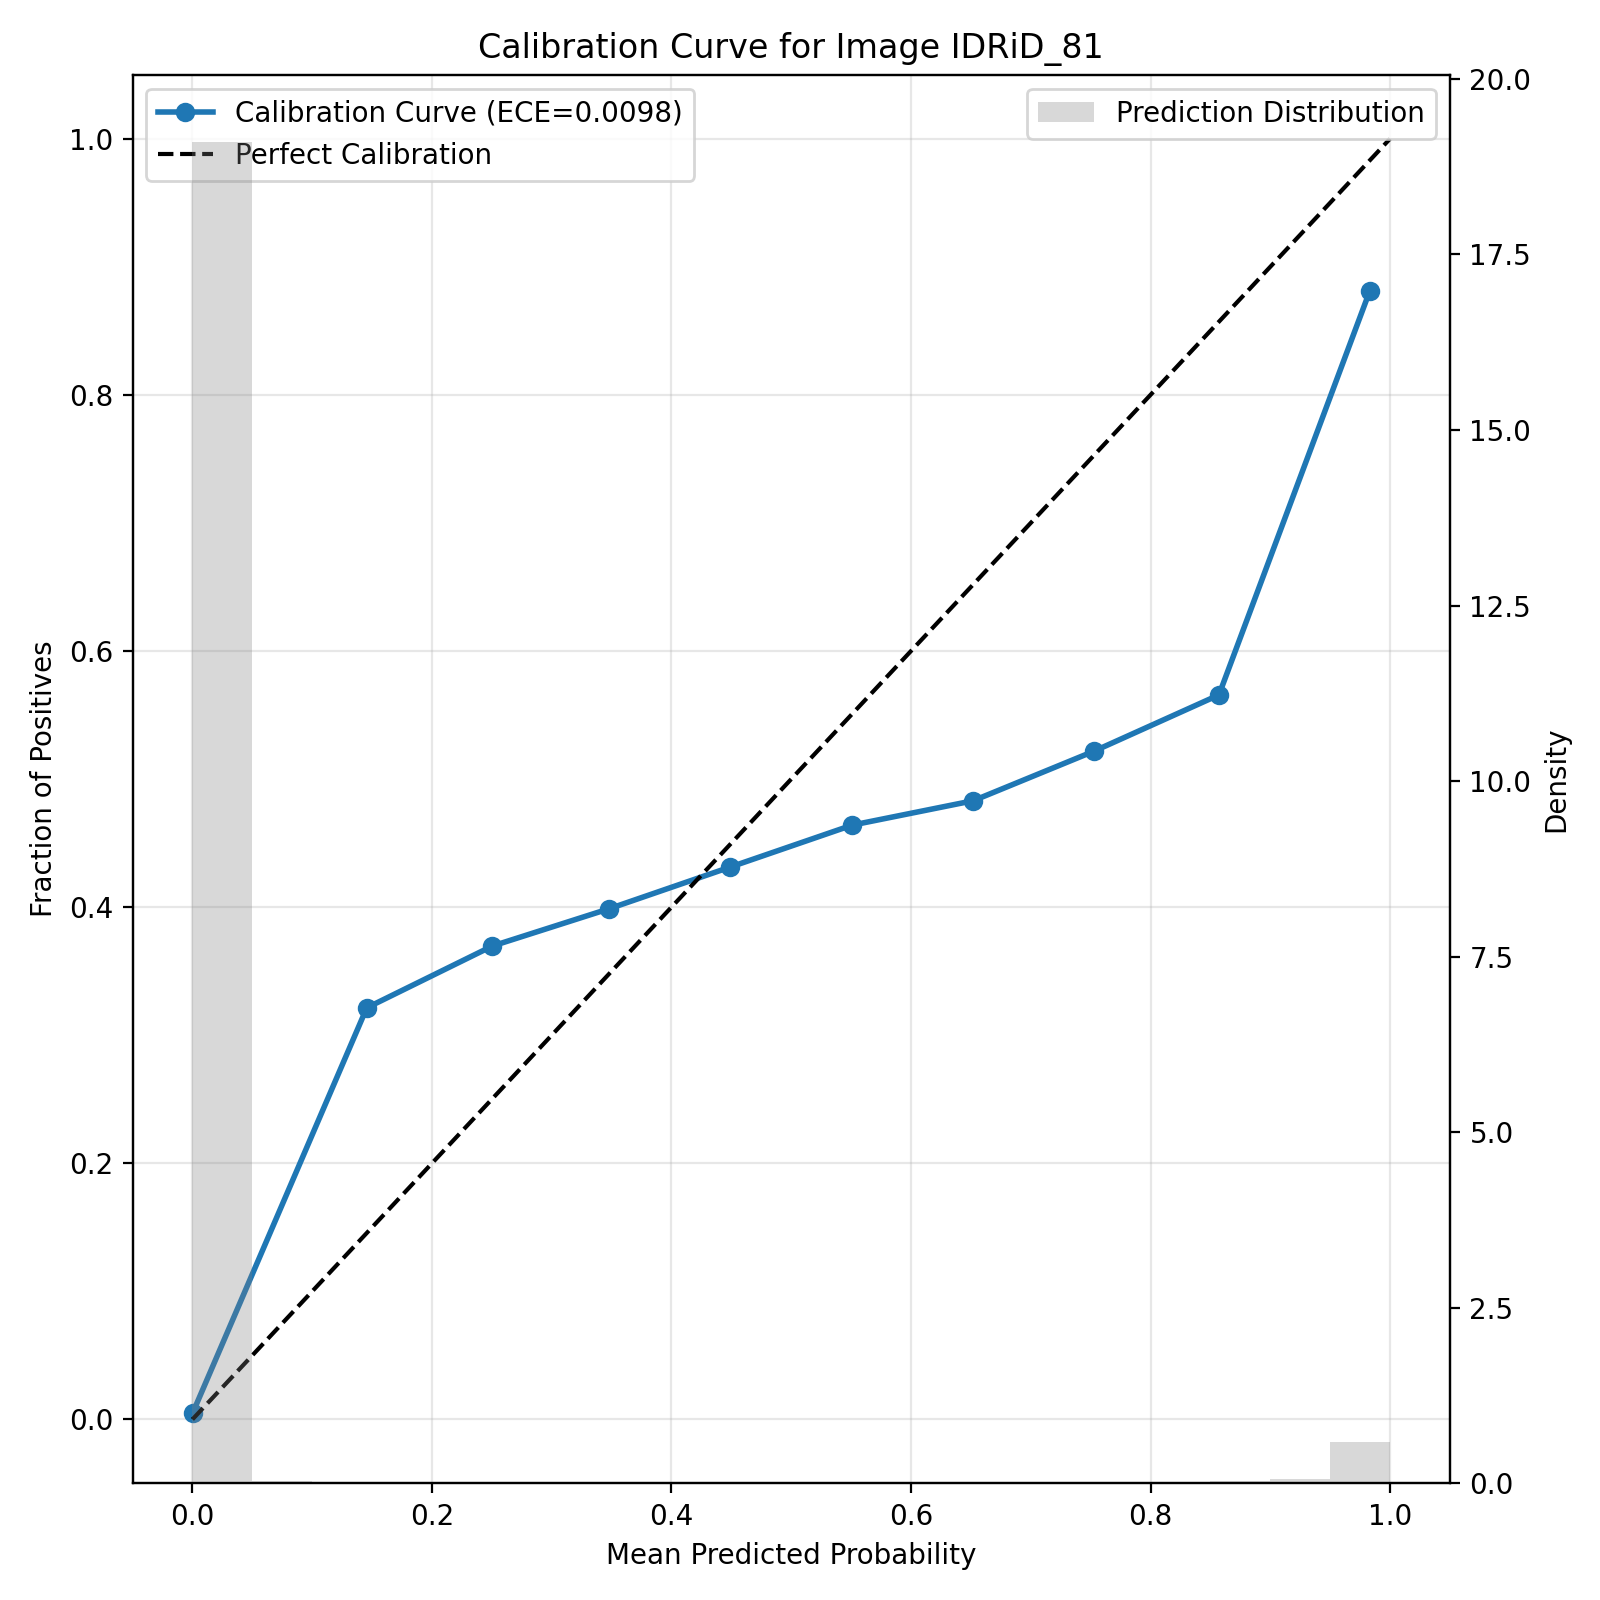 Calibration Curve for Image IDRiD_81
Calibration Curve (ECE=0.0098)
Perfect Calibration
Prediction Distribution
Fraction of Positives
1.0
0.8
0.6
0.4
0.2
0.0
20.0
17.5
15.0
12.5
10.0
7.5
5.0
2.5
0.0
Density
0.0 0.2 0.4 0.6 0.8 1.0
Mean Predicted Probability